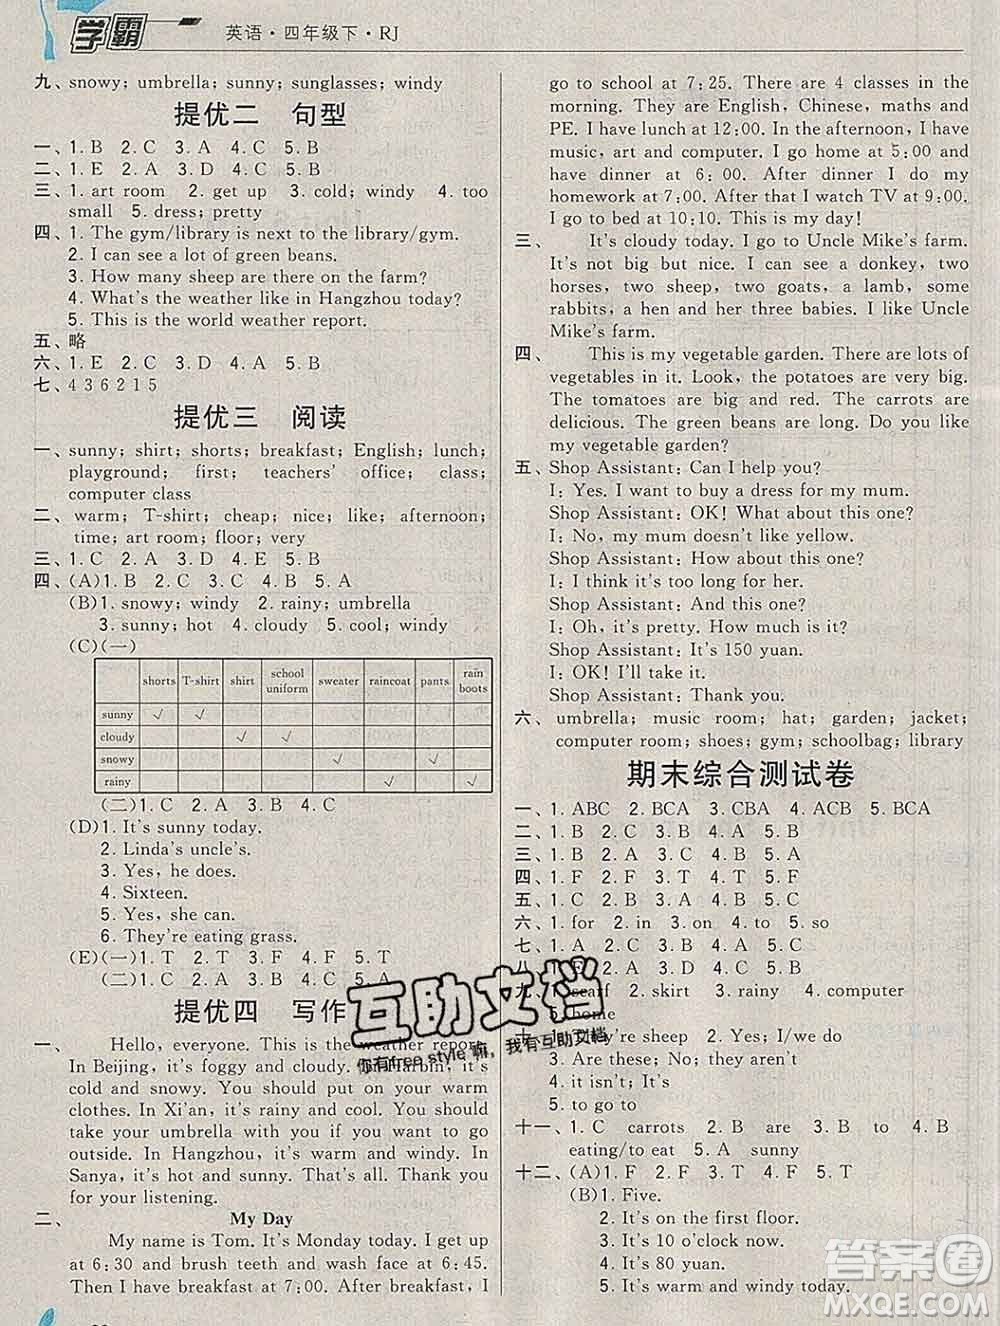 学霸
英语·四年级下·RJ
九、snowy; umbrella; sunny; sunglasses; windy
提优二 句型
一、1. B 2. C 3. A 4. C 5. B
二、1. E 2. A 3. D 4. C 5. B
三、1. art room 2. get up 3. cold; windy 4. too
small 5. dress; pretty
四、1. The gym/library is next to the library/gym.
2. I can see a lot of green beans.
3. How many sheep are there on the farm?
4. What's the weather like in Hangzhou today?
5. This is the world weather report.
五、略
六、1. E 2. C 3. D 4. A 5. B
七、4 3 6 2 1 5
提优三 阅读
一、sunny; shirt; shorts; breakfast; English; lunch;
playground; first; teachers' office; class;
computer class
二、warm; T-shirt; cheap; nice; like; afternoon;
time; art room; floor; very
三、1. C 2. A 3. D 4. E 5. B
四、(A)1. B 2. A 3. C 4. B 5. A
(B)1. snowy; windy 2. rainy; umbrella
3. sunny; hot 4. cloudy 5. cool; windy
(C)(一)
shorts T-shirt shirt school uniform sweater raincoat pants rain boots
sunny √ √
cloudy √ √
snowy √ √
rainy √ √
(二)1. C 2. A 3. B 4. C
(D)1. It's sunny today.
2. Linda's uncle's.
3. Yes, he does.
4. Sixteen.
5. Yes, she can.
6. They're eating grass.
(E)(一)1. T 2. T 3. F 4. F 5. T
(二)1. C 2. A 3. B 4. A 5. C
提优四 写作
一、 Hello, everyone. This is the weather report.
In Beijing, it's foggy and cloudy. In Harbin, it's
cold and snowy. You should put on your warm
clothes. In Xi'an, it's rainy and cool. You should
take your umbrella with you if you want to go
outside. In Hangzhou, it's warm and windy. In
Sanya, it's hot and sunny. That's all. Thank you
for your listening.
二、 My Day
My name is Tom. It's Monday today. I get up
at 6:30 and brush teeth and wash face at 6:45.
Then I have breakfast at 7:00. After breakfast, I
go to school at 7:25. There are 4 classes in the
morning. They are English, Chinese, maths and
PE. I have lunch at 12:00. In the afternoon, I have
music, art and computer. I go home at 5:00 and
have dinner at 6:00. After dinner I do my
homework at 7:00. After that I watch TV at 9:00.
I go to bed at 10:10. This is my day!
三、 It's cloudy today. I go to Uncle Mike's farm.
It's not big but nice. I can see a donkey, two
horses, two sheep, two goats, a lamb, some
rabbits, a hen and her three babies. I like Uncle
Mike's farm.
四、 This is my vegetable garden. There are lots of
vegetables in it. Look, the potatoes are very big.
The tomatoes are big and red. The carrots are
delicious. The green beans are long. Do you like
my vegetable garden?
五、Shop Assistant: Can I help you?
I: Yes. I want to buy a dress for my mum.
Shop Assistant: OK! What about this one?
I: No, my mum doesn't like yellow.
Shop Assistant: How about this one?
I: I think it's too long for her.
Shop Assistant: And this one?
I: Oh, it's pretty. How much is it?
Shop Assistant: It's 150 yuan.
I: OK! I'll take it.
Shop Assistant: Thank you.
六、umbrella; music room; hat; garden; jacket;
computer room; shoes; gym; schoolbag; library
期末综合测试卷
一、1. ABC 2. BCA 3. CBA 4. ACB 5. BCA
二、1. B 2. C 3. C 4. A 5. B
三、1. B 2. B 3. A 4. B 5. A
四、1. F 2. F 3. T 4. T 5. F
五、1. C 2. B 3. A 4. C 5. B
六、1. for 2. in 3. on 4. to 5. so
七、1. A 2. C 3. C 4. B 5. C
八、1. E 2. A 3. B 4. D 5. C
九、1. scarf 2. skirt 3. rainy 4. computer
5. home
十、1. They're sheep 2. Yes; I/we do
3. Are these; No; they aren't
4. it isn't; It's
5. to go to
十一、1. C carrots 2. B are 3. B to 4. B
eating/to eat 5. A sunny
十二、(A)1. F 2. F 3. T 4. F 5. T
(B)1. Five.
2. It's on the first floor.
3. It's 10 o'clock now.
4. It's 80 yuan.
5. It's warm and windy today.
互助文档
你有free style 嘛，我有互助文档
答案圈
MXQE.COM